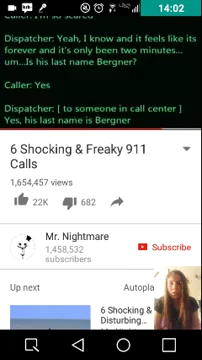 14:02
Caller: I'm so scared
Dispatcher: Yeah, I know and it feels like its
forever and it's only been two minutes...
um...Is his last name Bergner?
Caller: Yes
Dispatcher: [ to someone in call center ]
Yes, his last name is Bergner
6 Shocking & Freaky 911
Calls
1,654,457 views
22K
682
Mr. Nightmare
1,458,532
subscribers
Subscribe
Up next
Autopla
6 Shocking &
Disturbing...